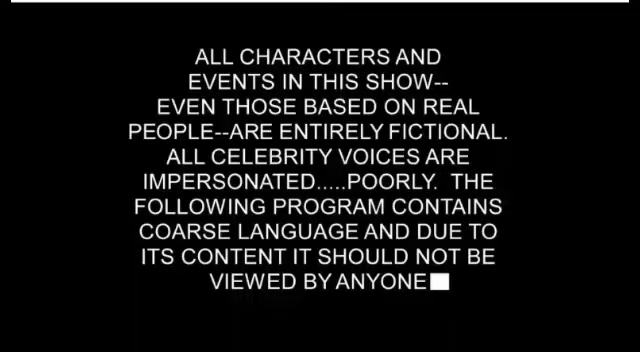 ALL CHARACTERS AND
EVENTS IN THIS SHOW--
EVEN THOSE BASED ON REAL
PEOPLE--ARE ENTIRELY FICTIONAL.
ALL CELEBRITY VOICES ARE
IMPERSONATED.....POORLY. THE
FOLLOWING PROGRAM CONTAINS
COARSE LANGUAGE AND DUE TO
ITS CONTENT IT SHOULD NOT BE
VIEWED BY ANYONE